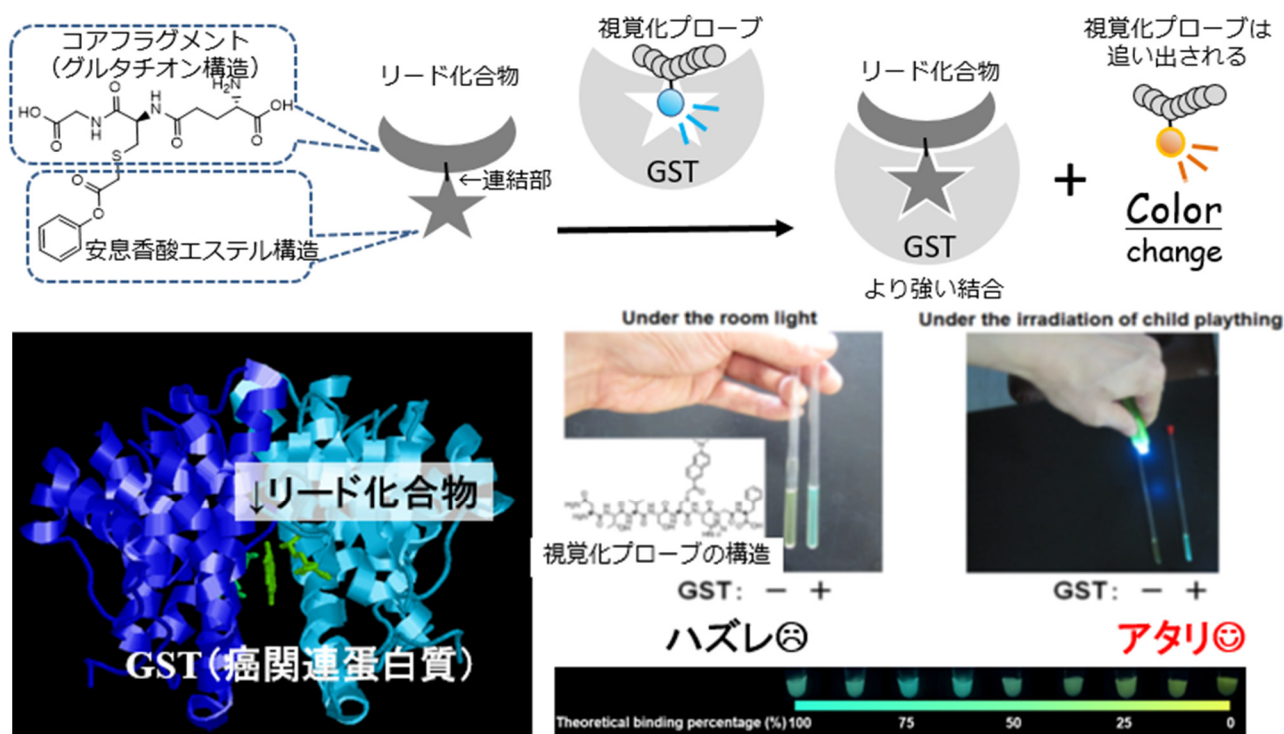 コアフラグメント
(グルタチオン構造)
NH₂
HO
OH
O
H
N
S
安息香酸エステル構造
リード化合物
←連結部
視覚化プローブ
GST
リード化合物
GST
より強い結合
+
視覚化プローブは
追い出される
Color
change
↓リード化合物
GST(癌関連蛋白質)
Under the room light
視覚化プローブの構造
GST: − +
Under the irradiation of child plaything
GST: − +
ハズレ☹
アタリ☺
Theoretical binding percentage (%) 100 75 50 25 0